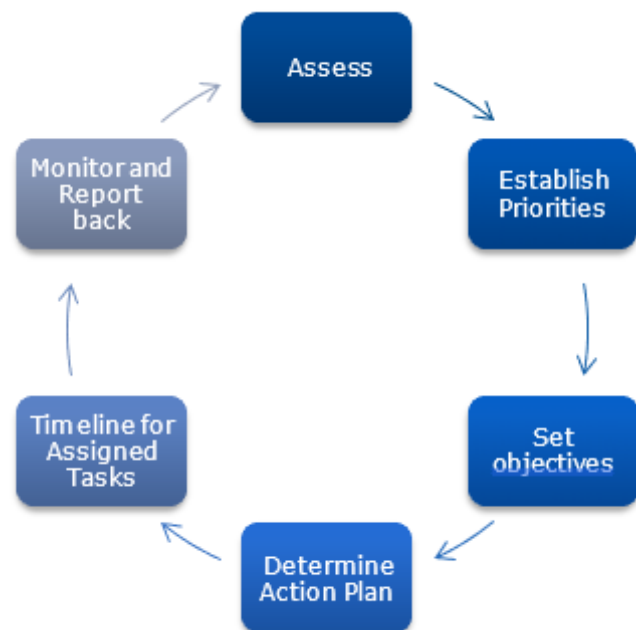 Assess
Establish
Priorities
Set
objectives
Determine
Action Plan
Timeline for
Assigned
Tasks
Monitor and
Report
back